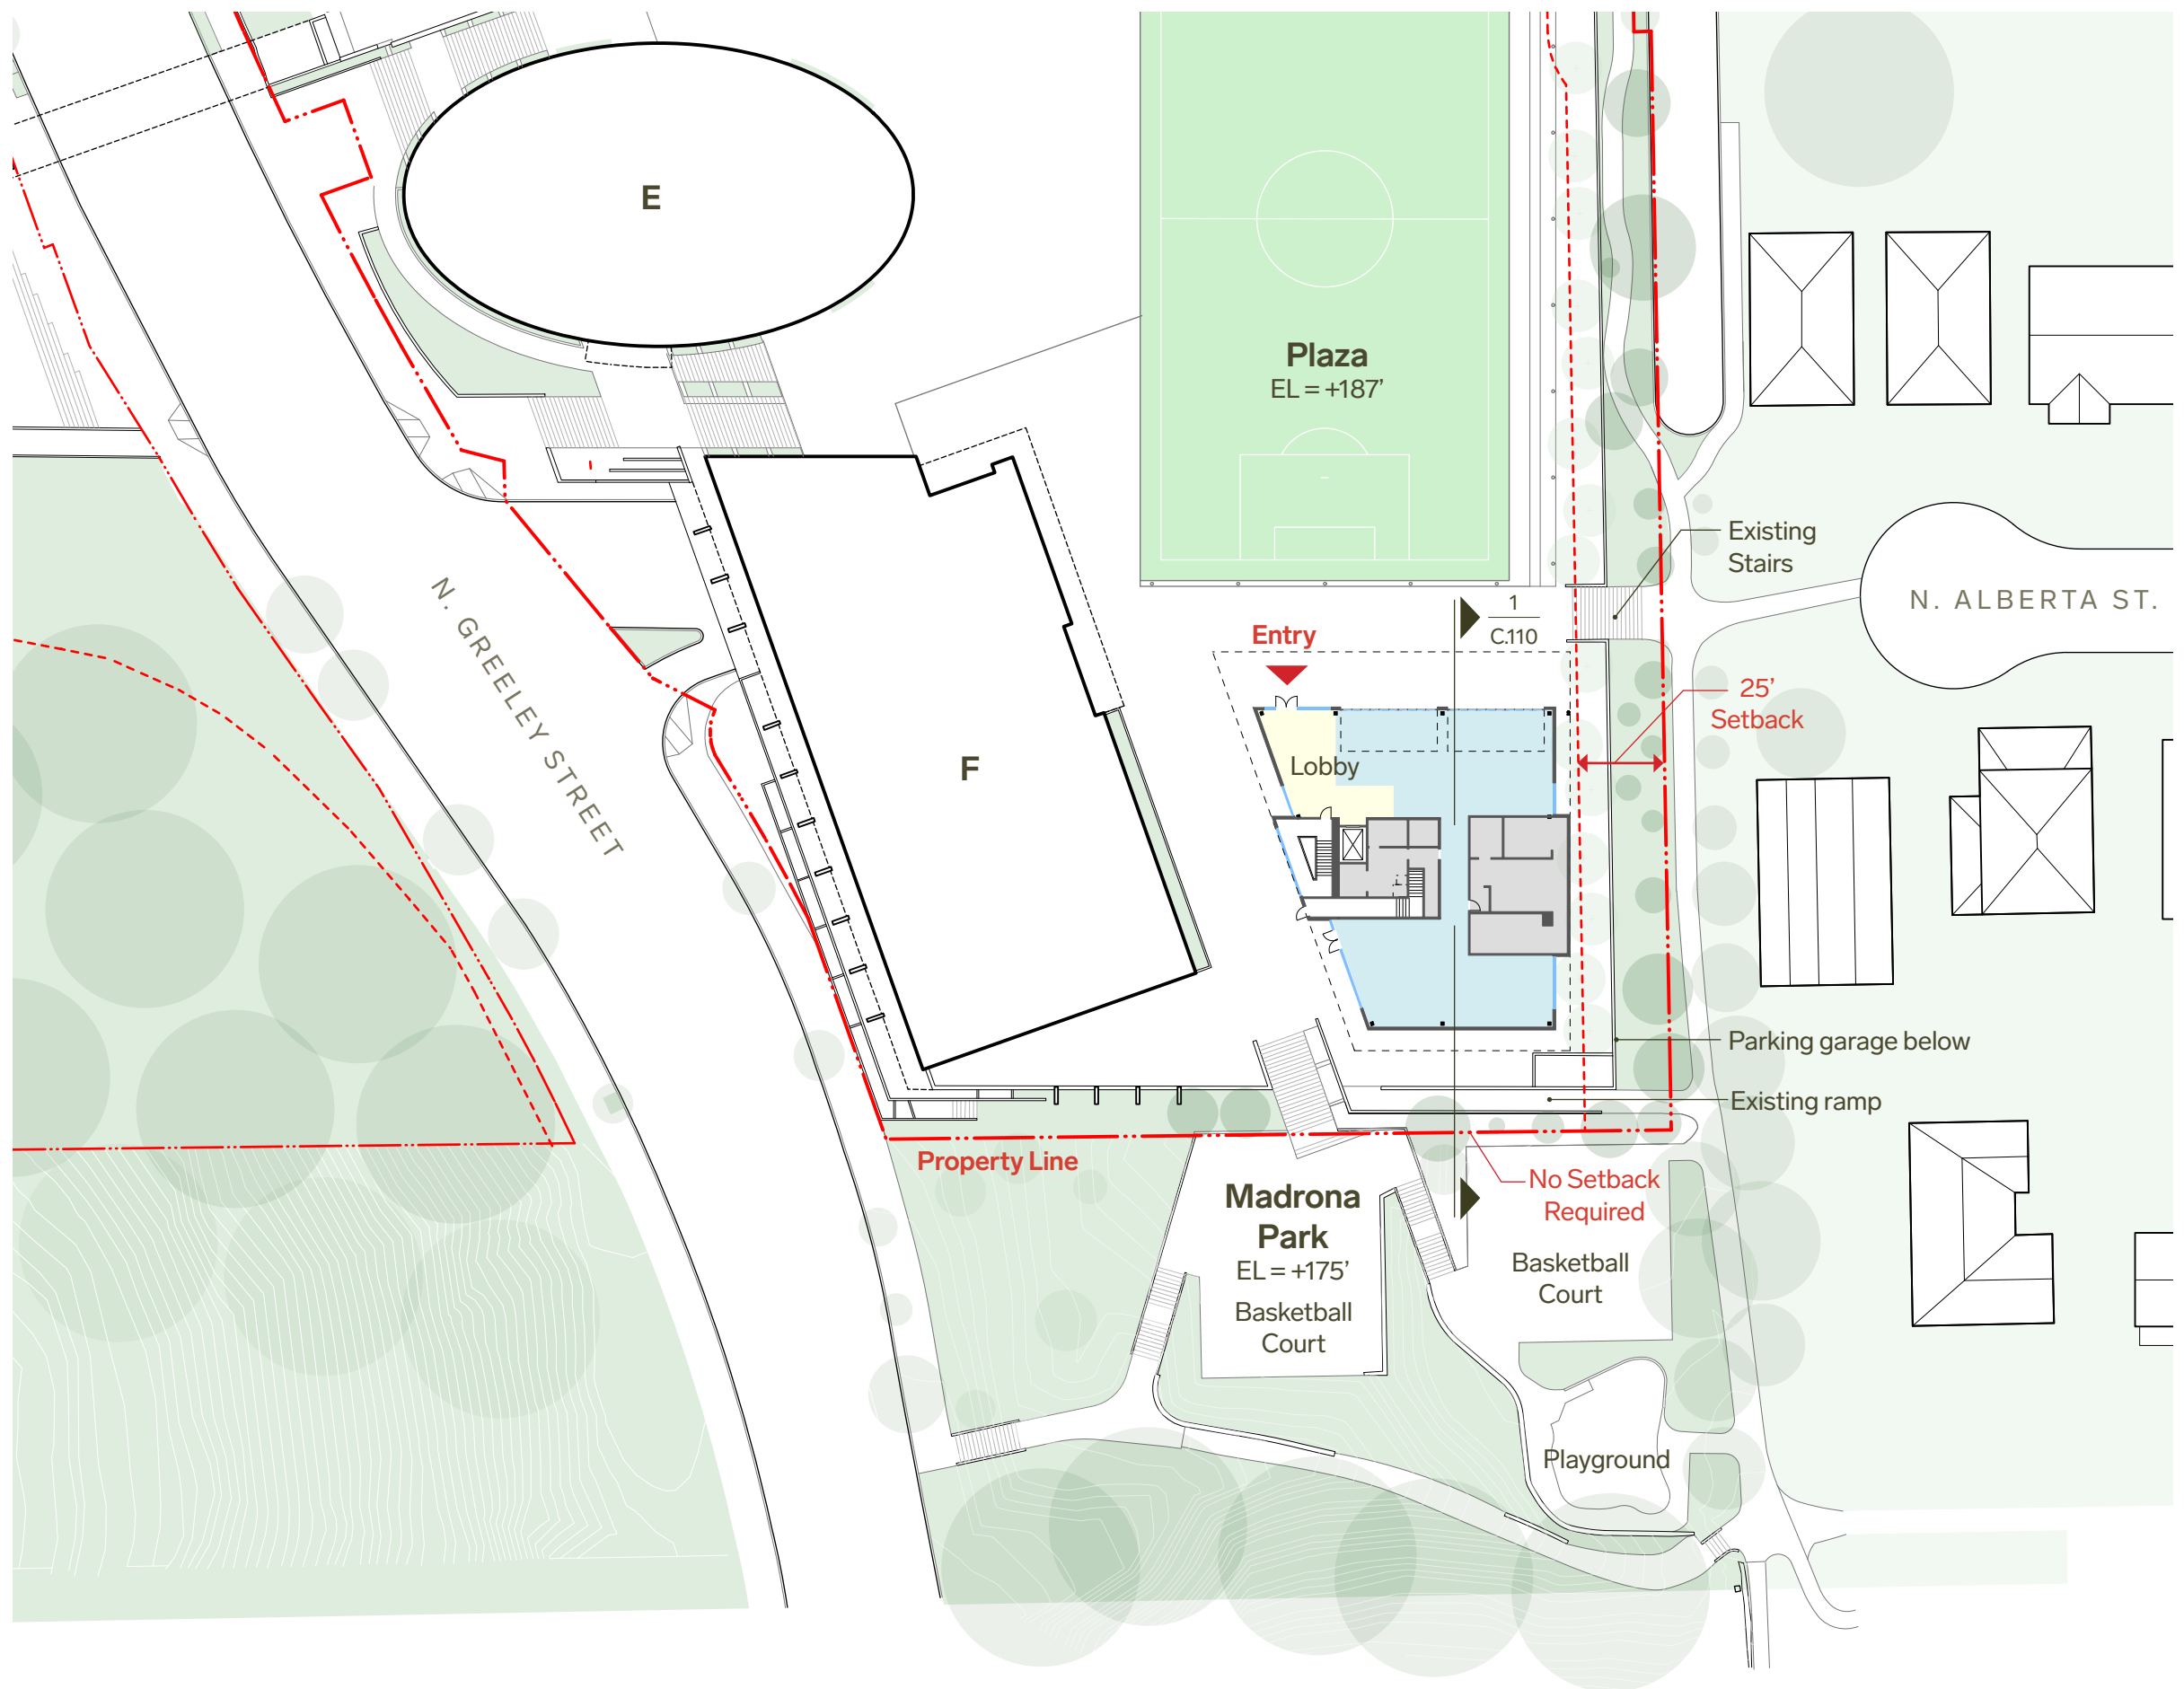 E
Plaza
EL = +187’
Existing
Stairs
N. ALBERTA ST.
N. GREELEY STREET
1
C.110
Entry
25’
Setback
Lobby
F
Parking garage below
Existing ramp
Property Line
No Setback
Required
Madrona
Park
EL = +175’
Basketball
Court
Basketball
Court
Playground